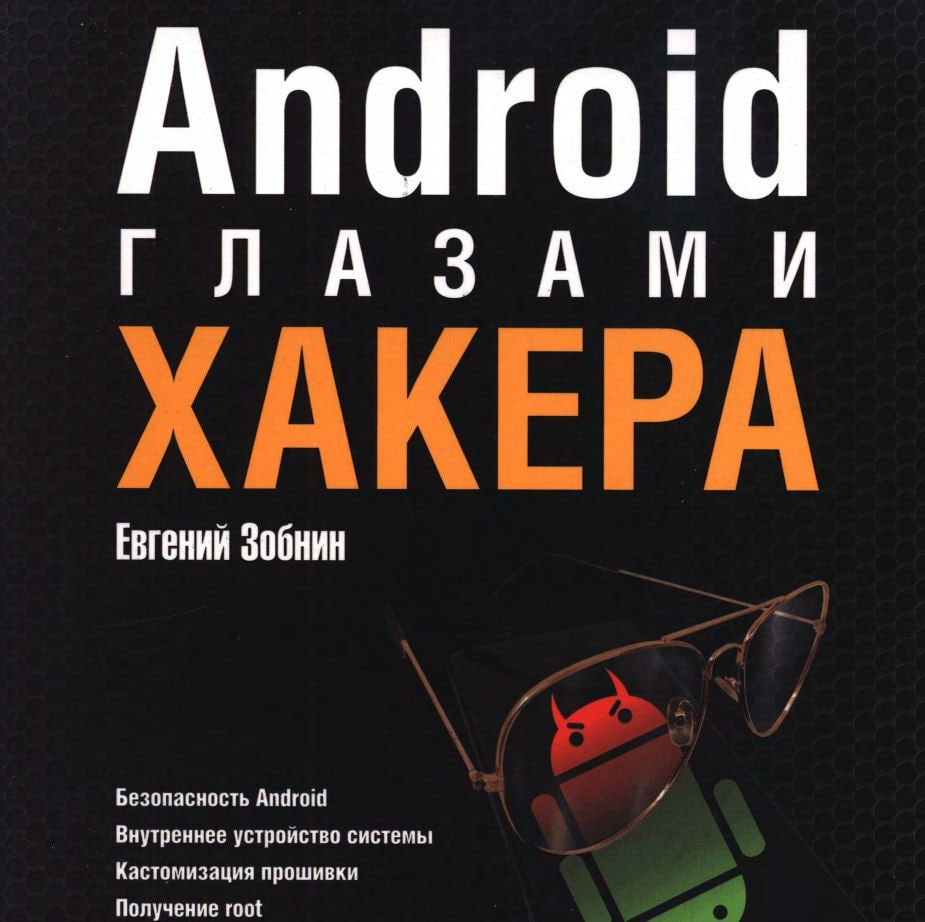 Android
ГЛАЗАМИ
ХАКЕРА
Евгений Зобнин
Безопасность Android
Внутреннее устройство системы
Кастомизация прошивки
Получение root